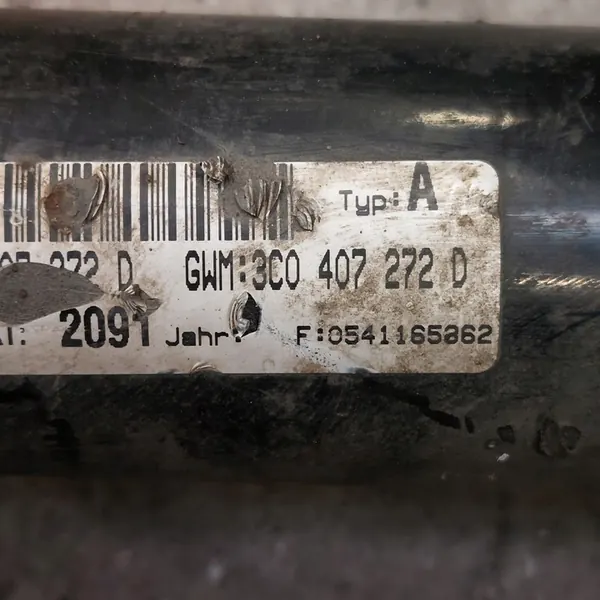 Typ: A
272 D GWM:3C0 407 272 D
2091 Jahr: F:0541165862